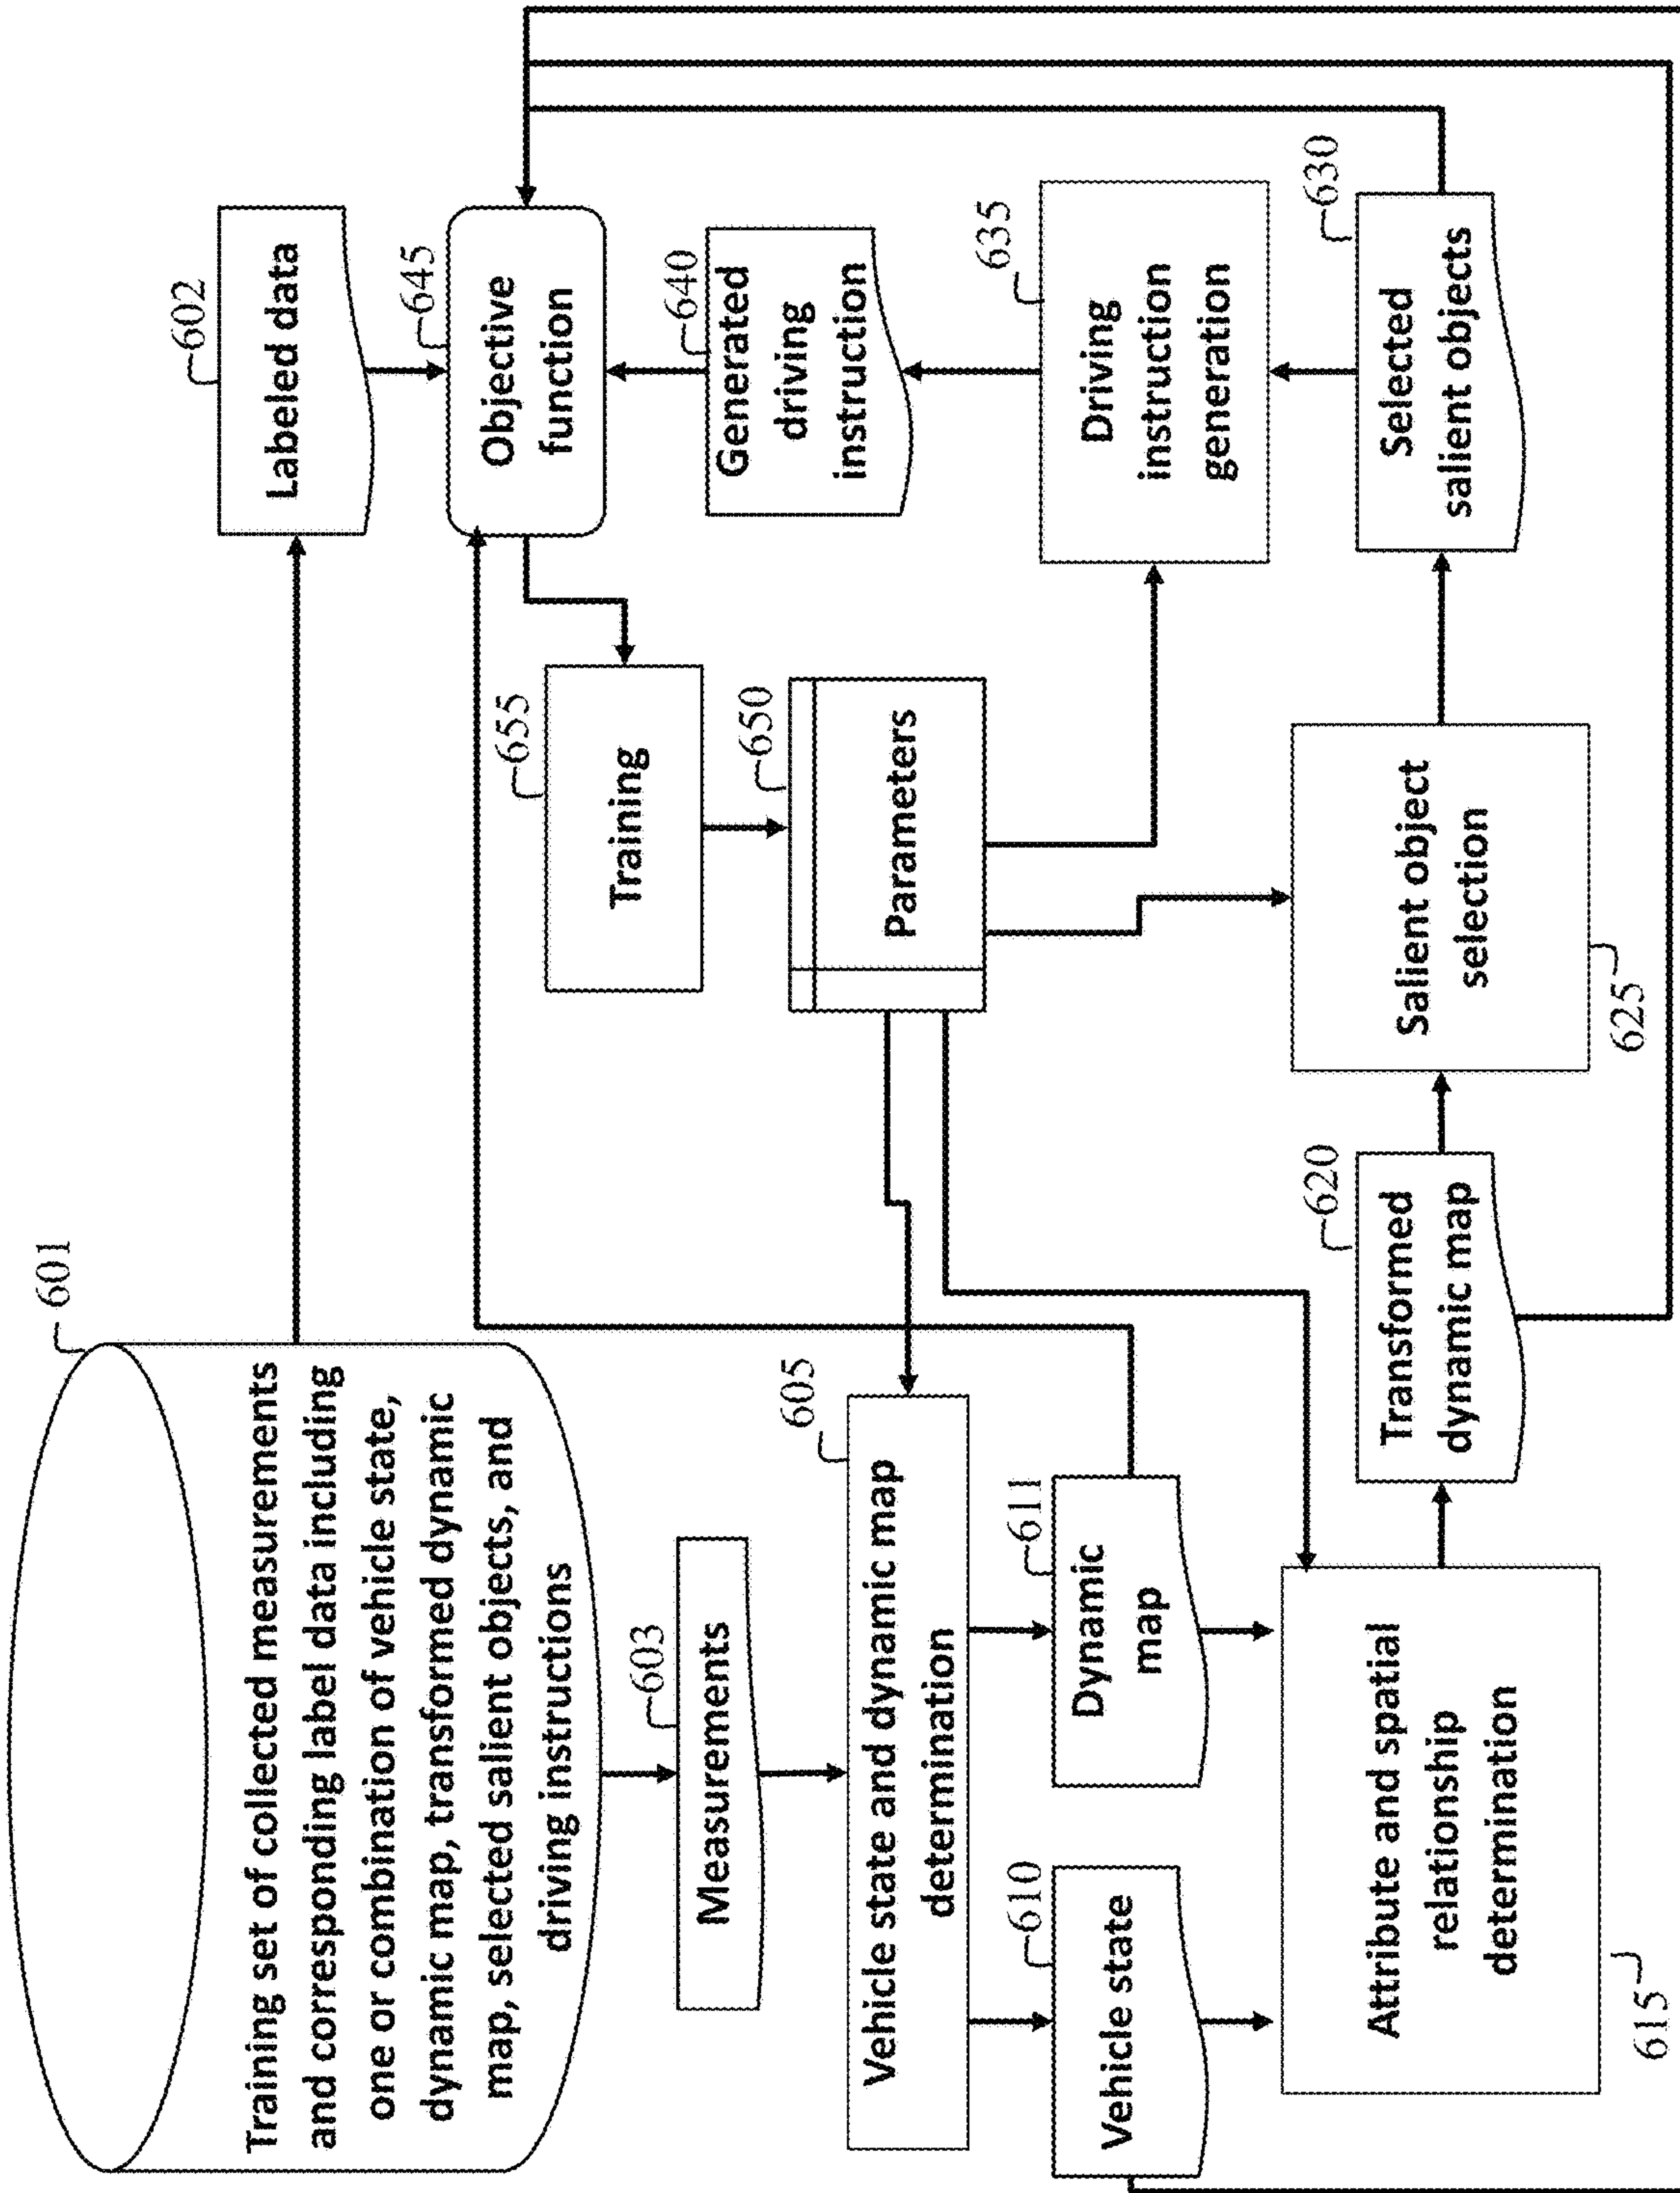 601
Training set of collected measurements
and corresponding label data including
one or combination of vehicle state,
dynamic map, transformed dynamic
map, selected salient objects, and
driving instructions
602
Labeled data
603
Measurements
645
Objective
function
655
Training
640
Generated
driving
instruction
650
Parameters
605
Vehicle state and dynamic map
determination
635
Driving
instruction
generation
610
Vehicle state
611
Dynamic
map
615
Attribute and spatial
relationship
determination
620
Transformed
dynamic map
625
Salient object
selection
630
Selected
salient objects